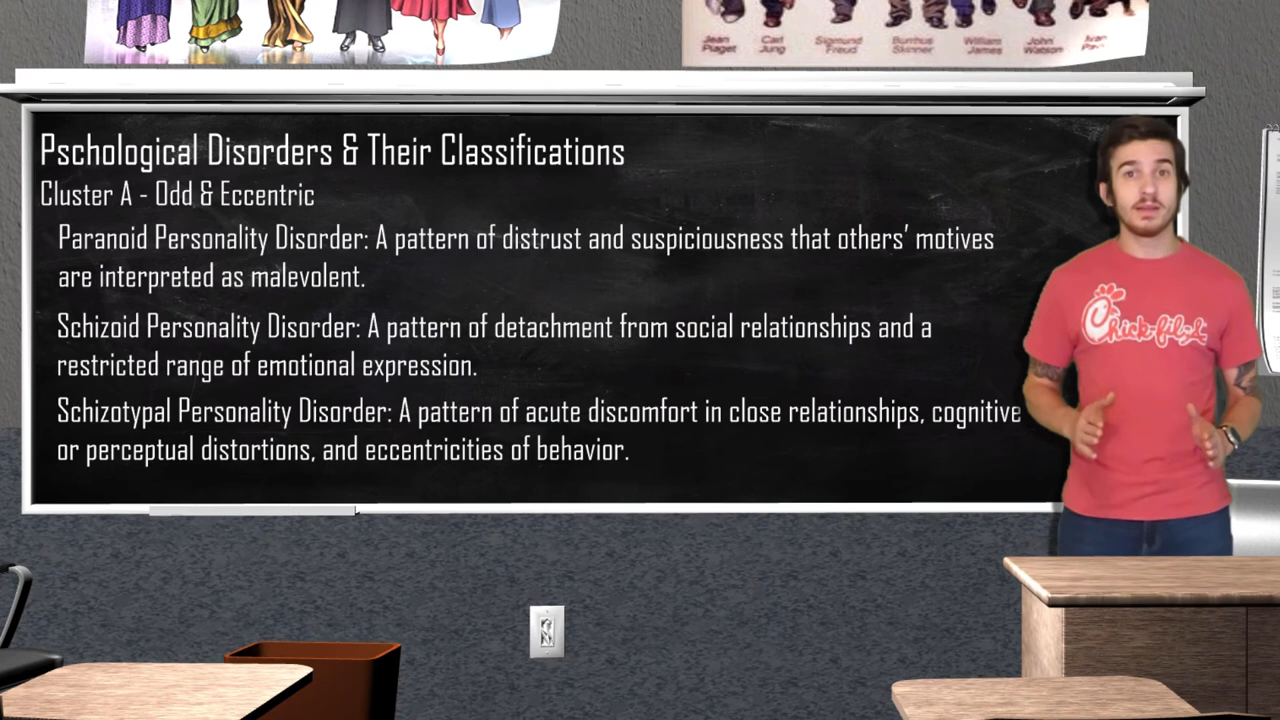 Jean Carl Sigmund Burrhus William John Ivan
Piaget Jung Freud Skinner James Watson
Pschological Disorders & Their Classifications
Cluster A - Odd & Eccentric
Paranoid Personality Disorder: A pattern of distrust and suspiciousness that others’ motives
are interpreted as malevolent.
Schizoid Personality Disorder: A pattern of detachment from social relationships and a
restricted range of emotional expression.
Schizotypal Personality Disorder: A pattern of acute discomfort in close relationships, cognitive
or perceptual distortions, and eccentricities of behavior.
Chick-fil-A